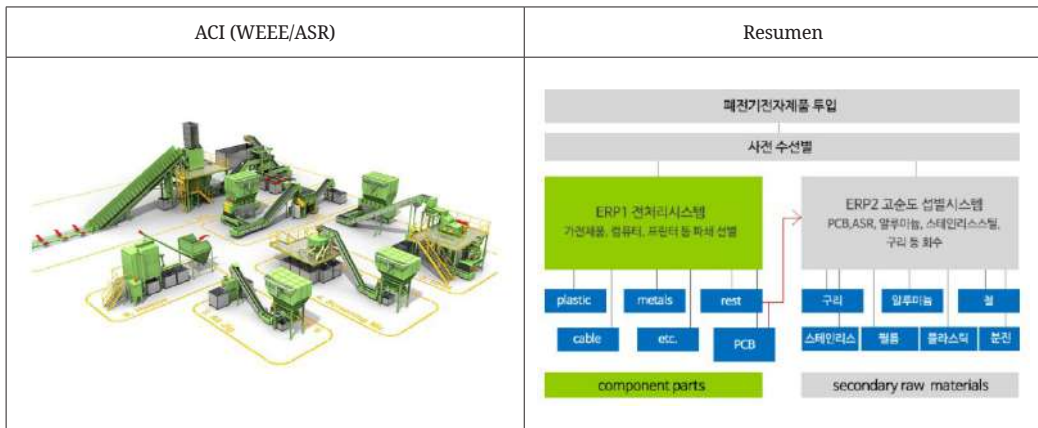 ACI (WEEE/ASR)
Resumen
폐전기전자제품 투입
사전 수선별
ERP1 전처리시스템
가전제품, 컴퓨터, 프린터 등 파쇄 선별
plastic
metals
rest
cable
etc.
PCB
component parts
ERP2 고순도 선별시스템
PCB,ASR, 알루미늄, 스테인리스스틸,
구리 등 회수
구리
알루미늄
철
스테인리스
필름
플라스틱
분진
secondary raw materials